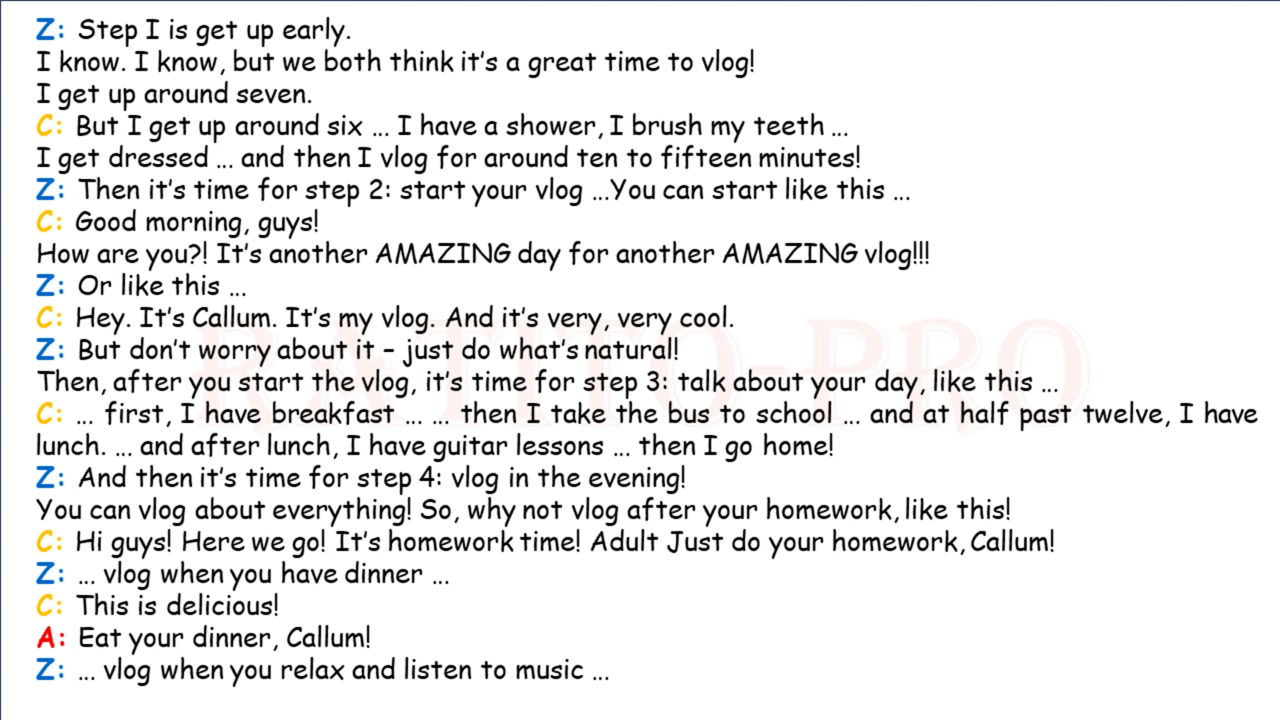 Z: Step I is get up early.
I know. I know, but we both think it's a great time to vlog!
I get up around seven.
C: But I get up around six ... I have a shower, I brush my teeth ...
I get dressed ... and then I vlog for around ten to fifteen minutes!
Z: Then it's time for step 2: start your vlog ...You can start like this ...
C: Good morning, guys!
How are you?! It's another AMAZING day for another AMAZING vlog!!!
Z: Or like this ...
C: Hey. It's Callum. It's my vlog. And it's very, very cool.
Z: But don't worry about it – just do what's natural!
Then, after you start the vlog, it's time for step 3: talk about your day, like this ...
C: ... first, I have breakfast ... ... then I take the bus to school ... and at half past twelve, I have
lunch. ... and after lunch, I have guitar lessons ... then I go home!
Z: And then it's time for step 4: vlog in the evening!
You can vlog about everything! So, why not vlog after your homework, like this!
C: Hi guys! Here we go! It's homework time! Adult Just do your homework, Callum!
Z: ... vlog when you have dinner ...
C: This is delicious!
A: Eat your dinner, Callum!
Z: ... vlog when you relax and listen to music ...
RATITO-PRO